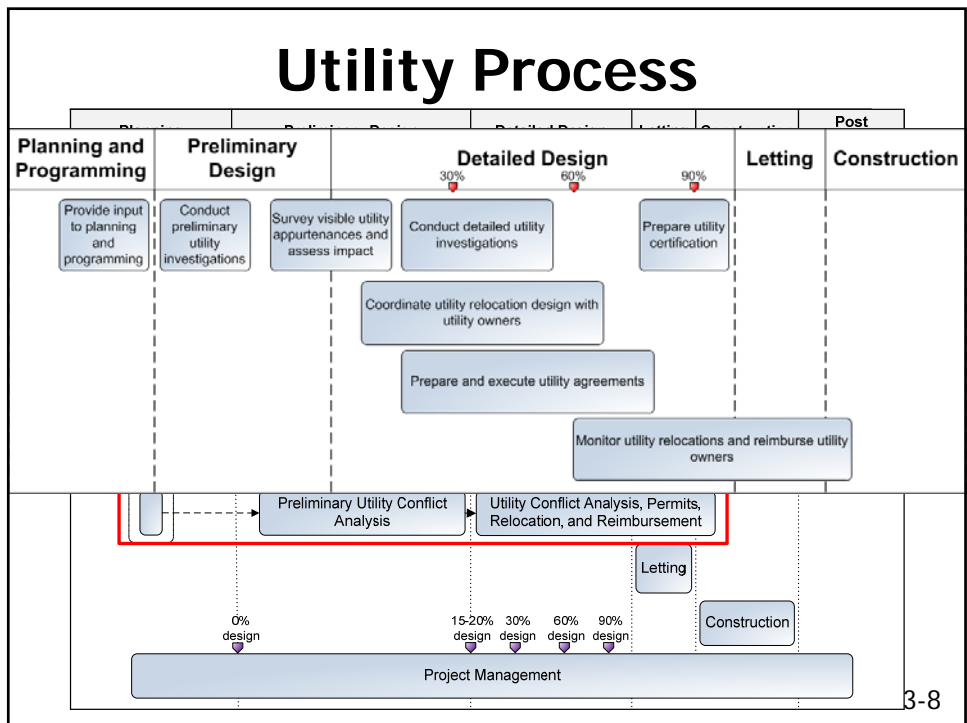 Utility Process
Post
Planning and
Programming
Preliminary
Design
Detailed Design
Letting
Construction
30%
60%
90%
Provide input
to planning
and
programming
Conduct
preliminary
utility
investigations
Survey visible utility
appurtenances and
assess impact
Conduct detailed utility
investigations
Prepare utility
certification
Coordinate utility relocation design with
utility owners
Prepare and execute utility agreements
Monitor utility relocations and reimburse utility
owners
Preliminary Utility Conflict
Analysis
Utility Conflict Analysis, Permits,
Relocation, and Reimbursement
Letting
Construction
0%
design
15-20%
design
30%
design
60%
design
90%
design
Project Management
3-8